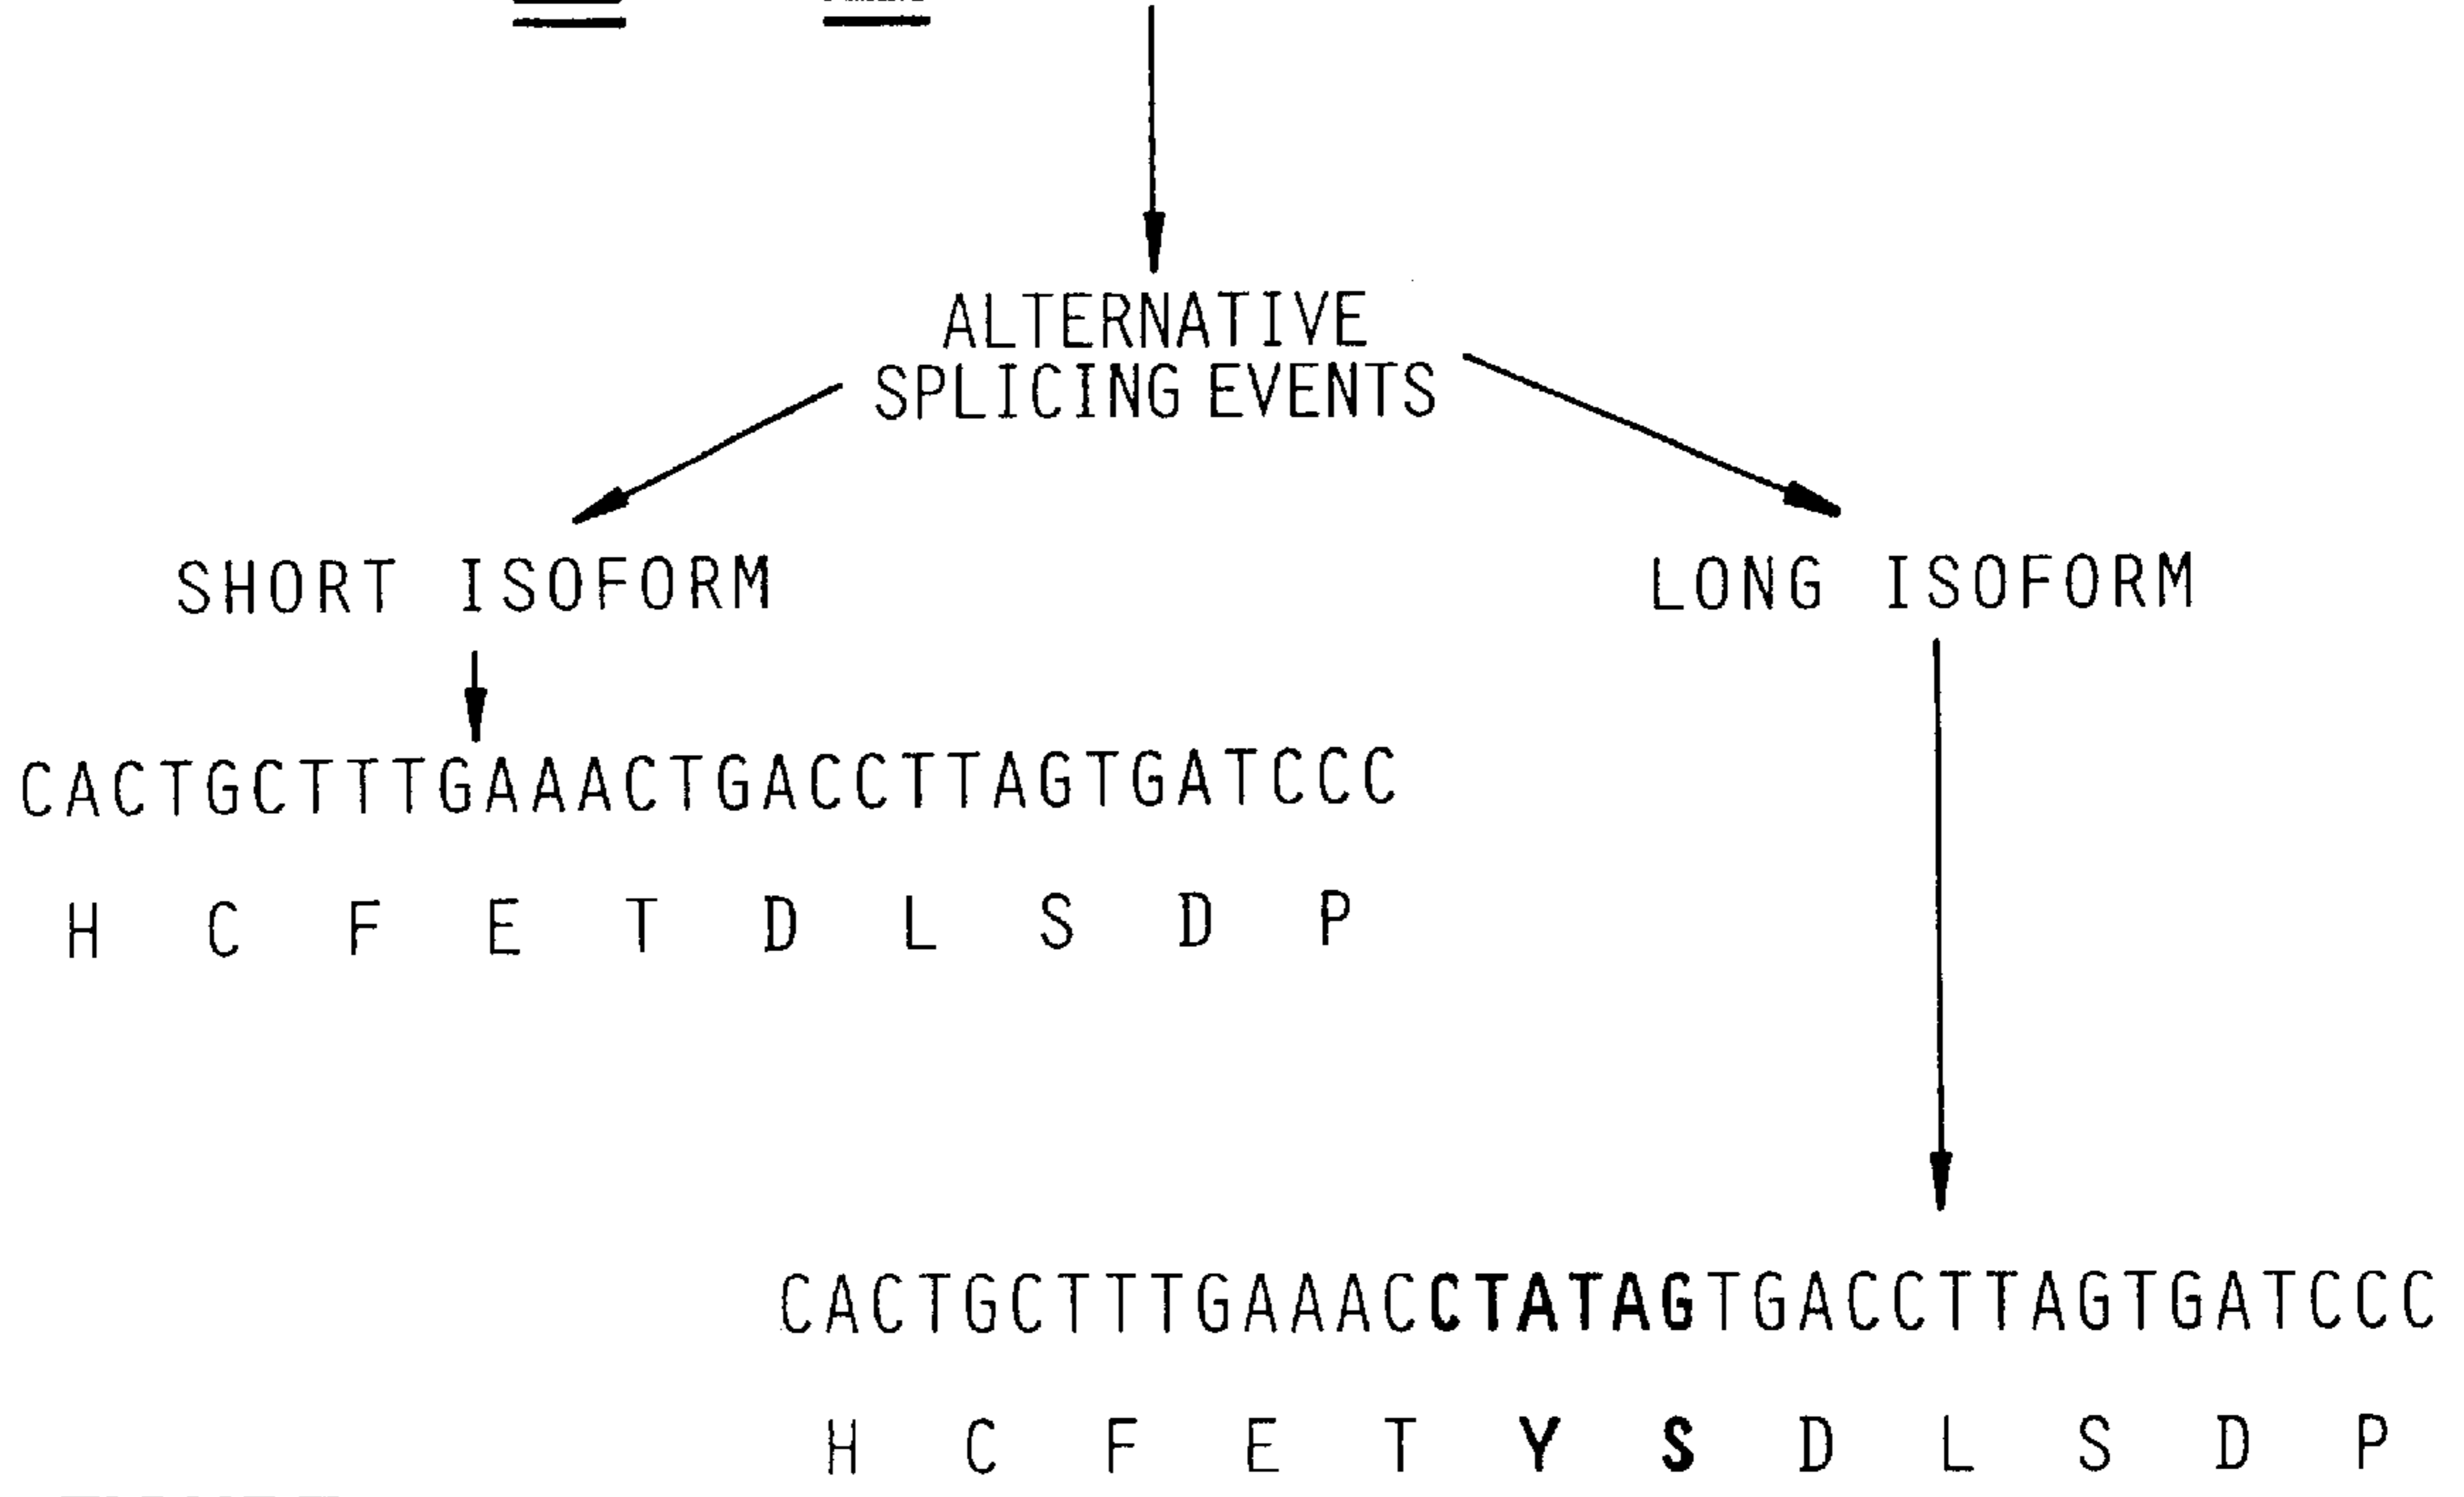 ALTERNATIVE
SPLICING EVENTS
SHORT ISOFORM
LONG ISOFORM
CACTGCTTTGAAACTGACCTTAGTGATCCC
H C F E T D L S D P
CACTGCTTTGAAACCTATAGTGACCTTAGTGATCCC
H C F E T Y S D L S D P